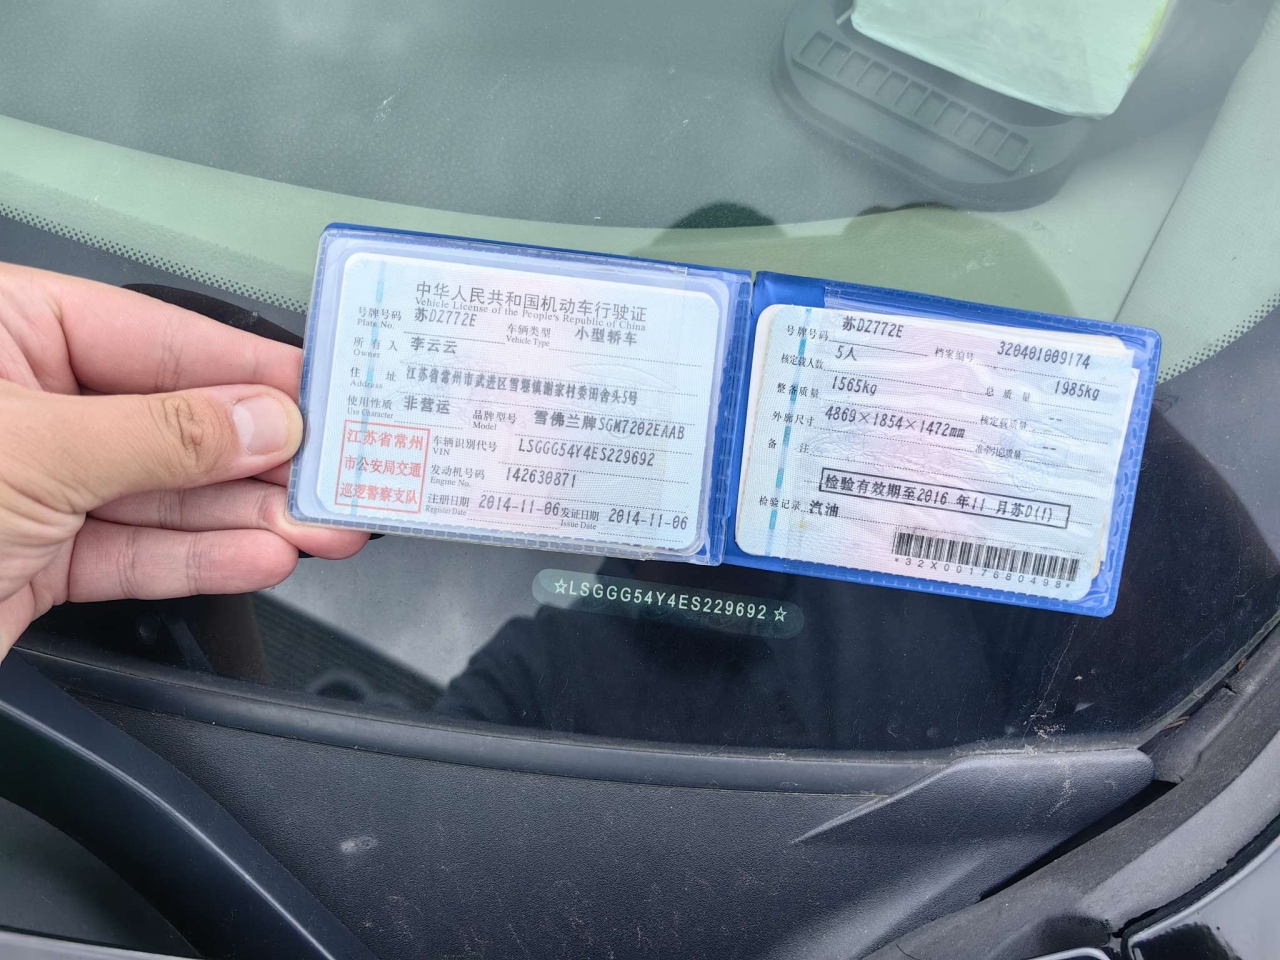 中华人民共和国机动车行驶证
Vehicle License of the People's Republic of China
号牌号码 苏DZ772E 车辆类型 小型轿车
Plate No. Vehicle Type
所有人 李云云
Owner
住址 江苏省常州市武进区雪堰镇谢家村委田舍头5号
Address
使用性质 非营运 品牌型号 雪佛兰牌SGM7202EAAB
Use Character Model
江苏省常州
市公安局交通
巡逻警察支队
车辆识别代号 LSGGG54Y4ES229692
VIN
发动机号码 142630871
Engine No.
注册日期 2014-11-06 发证日期 2014-11-06
Register Date Issue Date
号牌号码 苏DZ772E 档案编号 320401009174
核定载人数 5人 总质量 1985kg
整备质量 1565kg 核定载质量 --
外廓尺寸 4869×1854×1472mm 准牵引总质量 --
备注
检验有效期至2016年11月苏D(1)
检验记录 汽油
*32X0017680498*
☆LSGGG54Y4ES229692☆